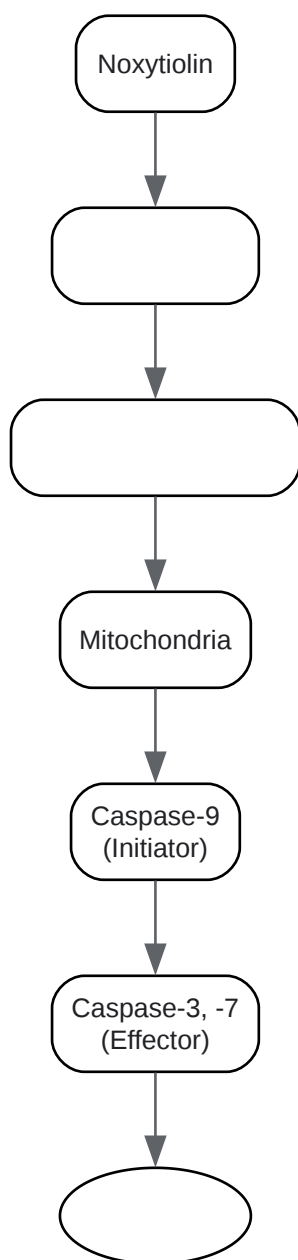 Noxytiolin
Mitochondria
Caspase-9
(Initiator)
Caspase-3, -7
(Effector)